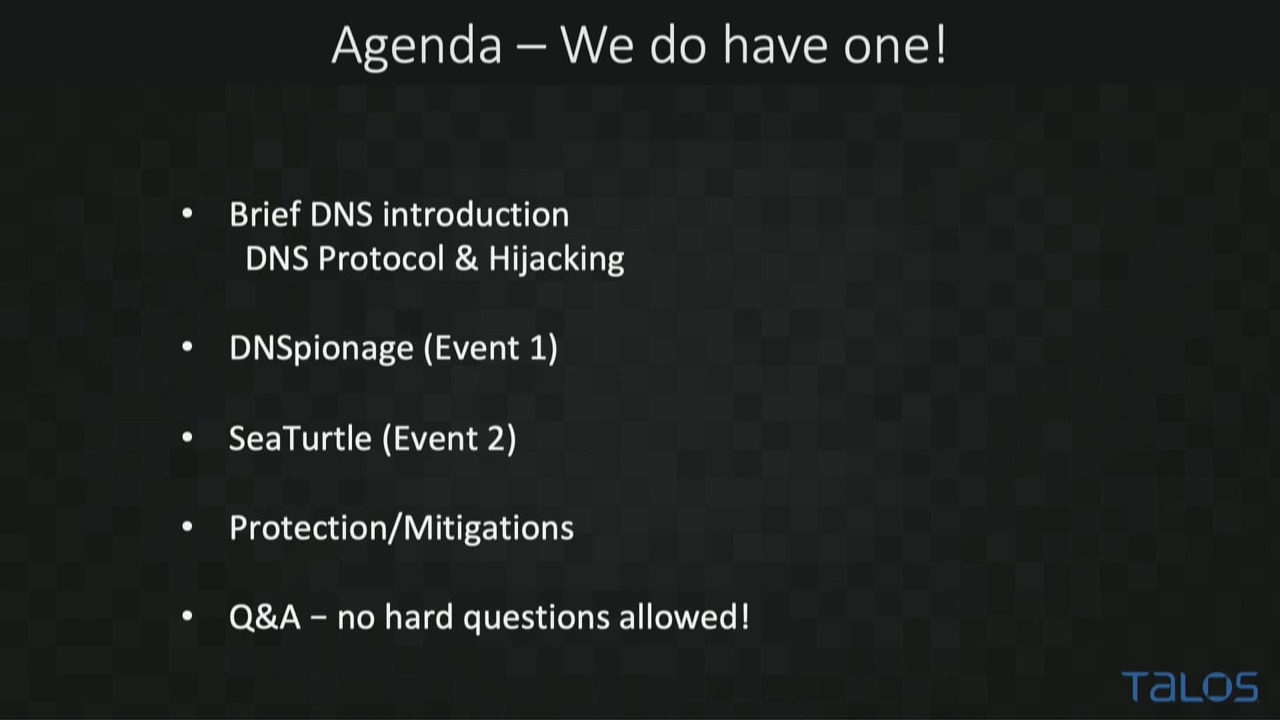 Agenda – We do have one!
• Brief DNS introduction
DNS Protocol & Hijacking
• DNSpionage (Event 1)
• SeaTurtle (Event 2)
• Protection/Mitigations
• Q&A – no hard questions allowed!
TALOS